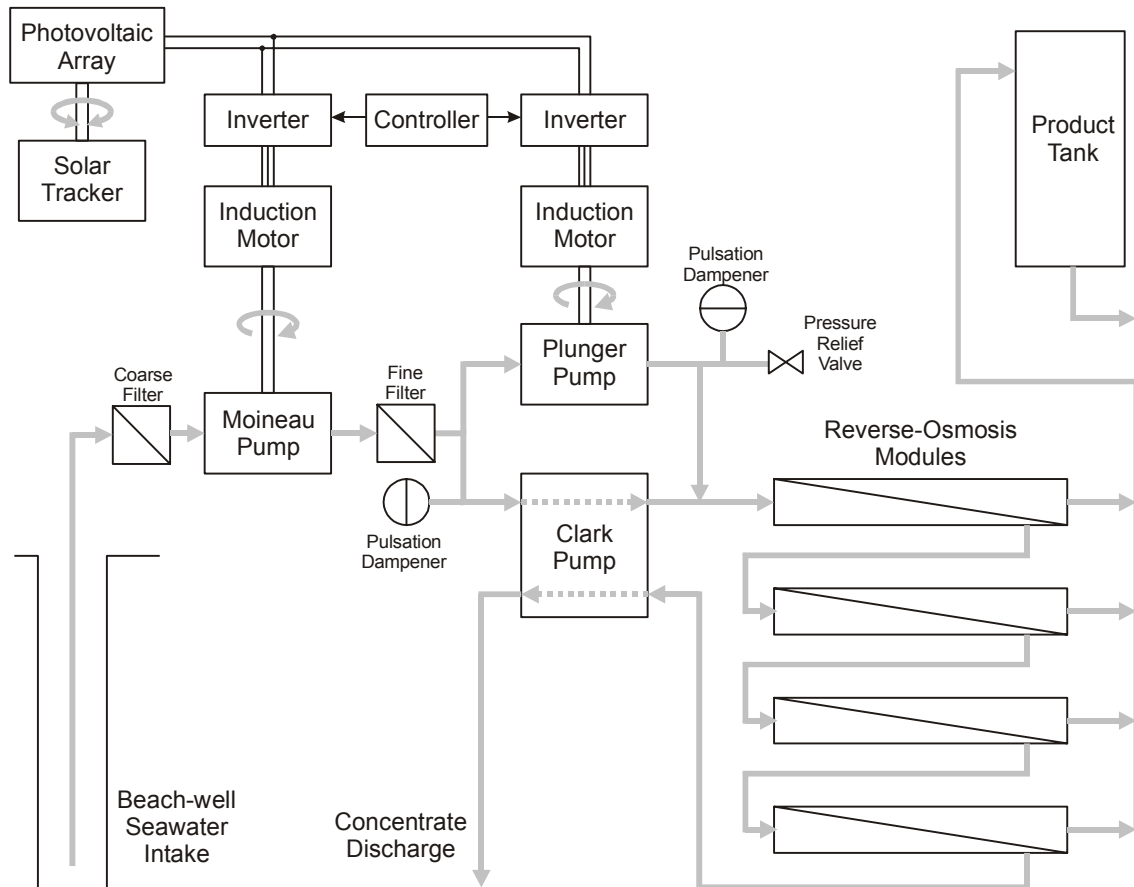 Photovoltaic
Array
Solar
Tracker
Inverter
Controller
Inverter
Induction
Motor
Induction
Motor
Product
Tank
Pulsation
Dampener
Pressure
Relief
Valve
Plunger
Pump
Coarse
Filter
Moineau
Pump
Fine
Filter
Pulsation
Dampener
Clark
Pump
Reverse-Osmosis
Modules
Beach-well
Seawater
Intake
Concentrate
Discharge